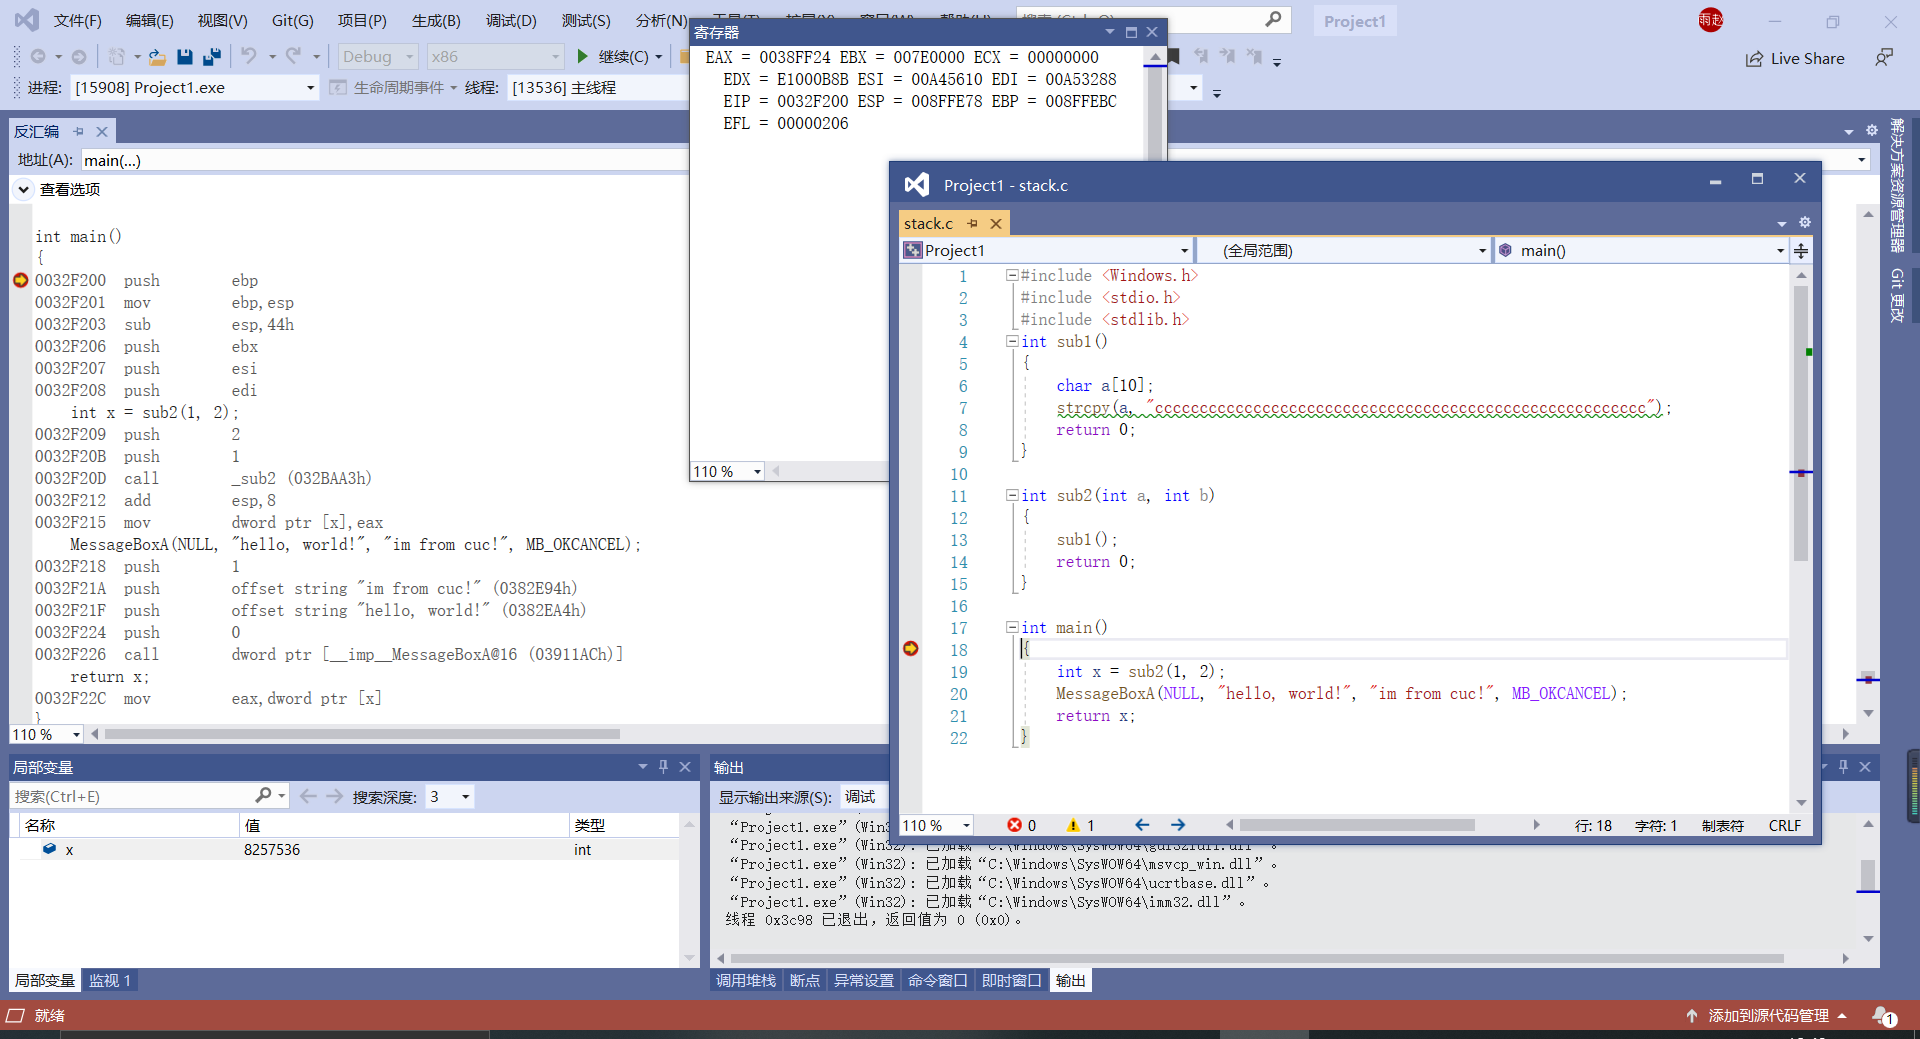 文件(F) 编辑(E) 视图(V) Git(G) 项目(P) 生成(B) 调试(D) 测试(S) 分析(N) Project1 雨赵
Debug x86 继续(C) Live Share
进程: [15908] Project1.exe 生命周期事件 线程: [13536] 主线程
寄存器
EAX = 0038FF24 EBX = 007E0000 ECX = 00000000
EDX = E1000B8B ESI = 00A45610 EDI = 00A53288
EIP = 0032F200 ESP = 008FFE78 EBP = 008FFEBC
EFL = 00000206
110 %
反汇编
地址(A): main(...)
查看选项
int main()
{
0032F200 push ebp
0032F201 mov ebp,esp
0032F203 sub esp,44h
0032F206 push ebx
0032F207 push esi
0032F208 push edi
int x = sub2(1, 2);
0032F209 push 2
0032F20B push 1
0032F20D call _sub2 (032BAA3h)
0032F212 add esp,8
0032F215 mov dword ptr [x],eax
MessageBoxA(NULL, "hello, world!", "im from cuc!", MB_OKCANCEL);
0032F218 push 1
0032F21A push offset string "im from cuc!" (0382E94h)
0032F21F push offset string "hello, world!" (0382EA4h)
0032F224 push 0
0032F226 call dword ptr [__imp__MessageBoxA@16 (03911ACh)]
return x;
0032F22C mov eax,dword ptr [x]
}
110 %
Project1 - stack.c
stack.c
Project1 (全局范围) main()
1 #include <Windows.h>
2 #include <stdio.h>
3 #include <stdlib.h>
4 int sub1()
5 {
6 char a[10];
7 strcpy(a, "ccccccccccccccccccccccccccccccccccccccccccccccccccccccc");
8 return 0;
9 }
10
11 int sub2(int a, int b)
12 {
13 sub1();
14 return 0;
15 }
16
17 int main()
18 {
19 int x = sub2(1, 2);
20 MessageBoxA(NULL, "hello, world!", "im from cuc!", MB_OKCANCEL);
21 return x;
22 }
110 % 0 1 行: 18 字符: 1 制表符 CRLF
解决方案资源管理器
Git 更改
局部变量
搜索(Ctrl+E) 搜索深度: 3
名称 值 类型
x 8257536 int
局部变量 监视 1
输出
显示输出来源(S): 调试
“Project1.exe” (Win3
“Project1.exe” (Win32): 已加载 “C:\Windows\SysWOW64\gdi32full.dll”。
“Project1.exe” (Win32): 已加载 “C:\Windows\SysWOW64\msvcp_win.dll”。
“Project1.exe” (Win32): 已加载 “C:\Windows\SysWOW64\ucrtbase.dll”。
“Project1.exe” (Win32): 已加载 “C:\Windows\SysWOW64\imm32.dll”。
线程 0x3c98 已退出，返回值为 0 (0x0)。
调用堆栈 断点 异常设置 命令窗口 即时窗口 输出
就绪 添加到源代码管理 1